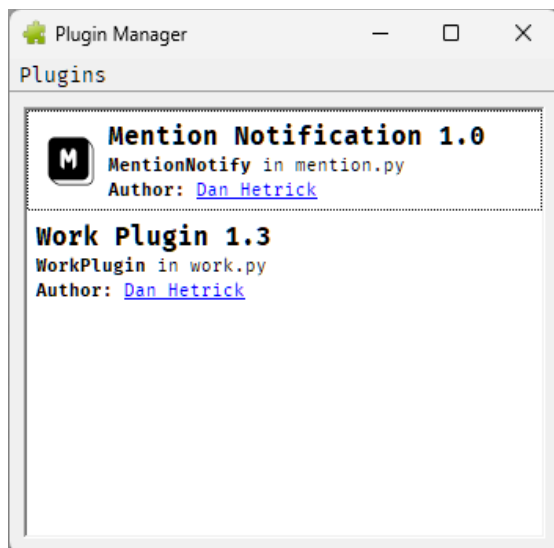 Plugin Manager
Plugins
M
Mention Notification 1.0
MentionNotify in mention.py
Author: Dan Hetrick
Work Plugin 1.3
WorkPlugin in work.py
Author: Dan Hetrick